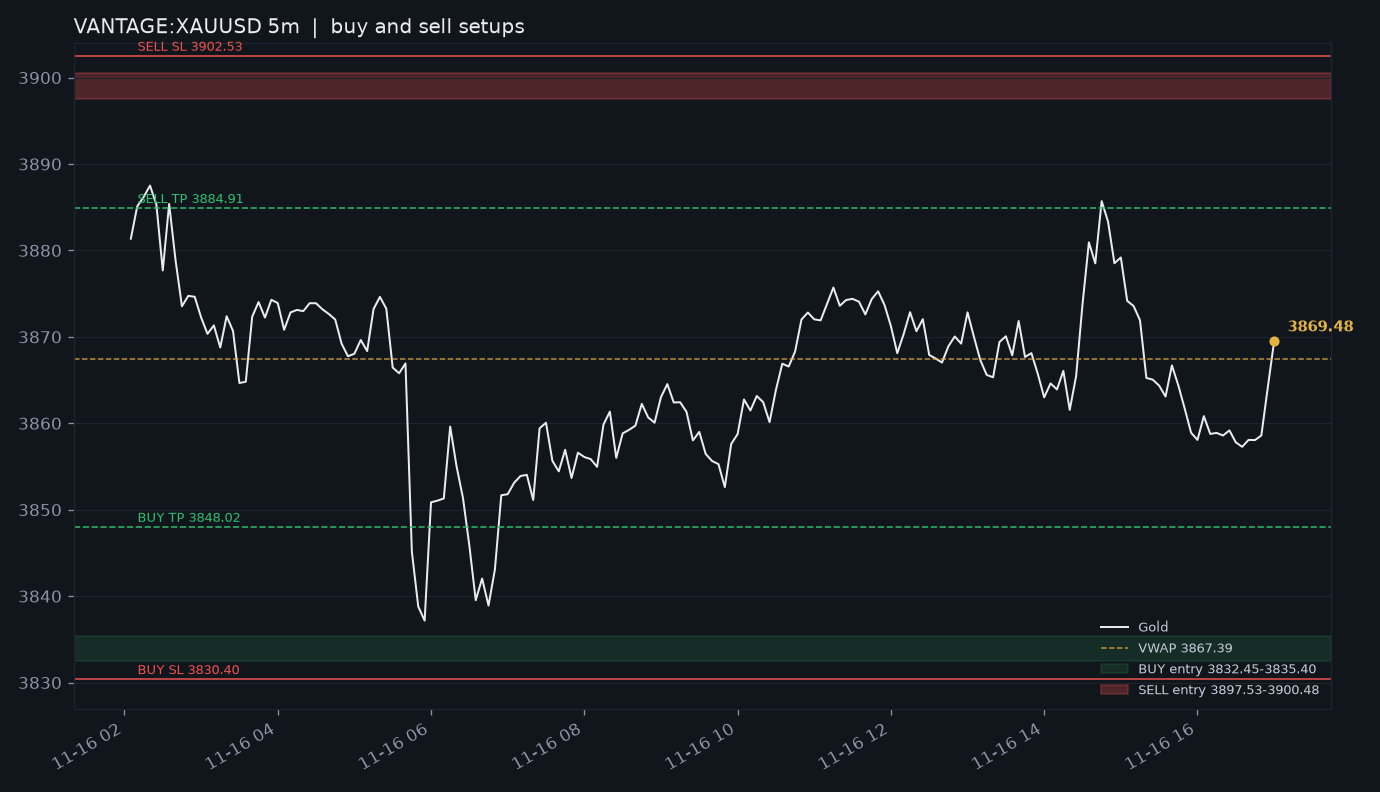 VANTAGE:XAUUSD 5m | buy and sell setups
SELL SL 3902.53
3900
3890
SELL TP 3884.91
3880
3870
3869.48
3860
3850
BUY TP 3848.02
3840
3830
BUY SL 3830.40
Gold
VWAP 3867.39
BUY entry 3832.45-3835.40
SELL entry 3897.53-3900.48
11-16 02
11-16 04
11-16 06
11-16 08
11-16 10
11-16 12
11-16 14
11-16 16